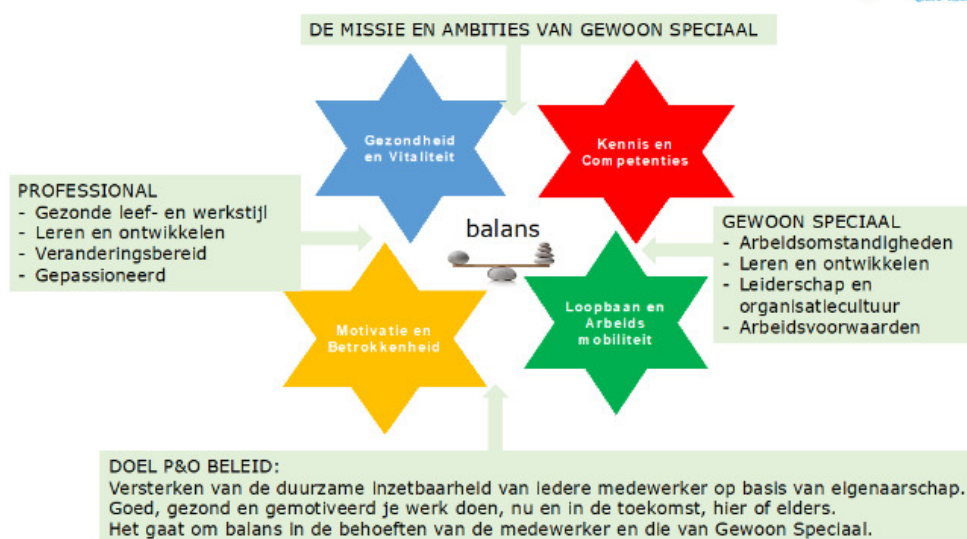 DE MISSIE EN AMBITIES VAN GEWOON SPECIAAL
Gezondheid
en Vitaliteit
Kennis en
Competenties
PROFESSIONAL
- Gezonde leef- en werkstijl
- Leren en ontwikkelen
- Veranderingsbereid
- Gepassioneerd
balans
GEWOON SPECIAAL
- Arbeidsomstandigheden
- Leren en ontwikkelen
- Leiderschap en
organisatiecultuur
- Arbeidsvoorwaarden
Motivatie en
Betrokkenheid
Loopbaan en
Arbeids
mobiliteit
DOEL P&O BELEID:
Versterken van de duurzame inzetbaarheid van iedere medewerker op basis van eigenaarschap.
Goed, gezond en gemotiveerd je werk doen, nu en in de toekomst, hier of elders.
Het gaat om balans in de behoeften van de medewerker en die van Gewoon Speciaal.